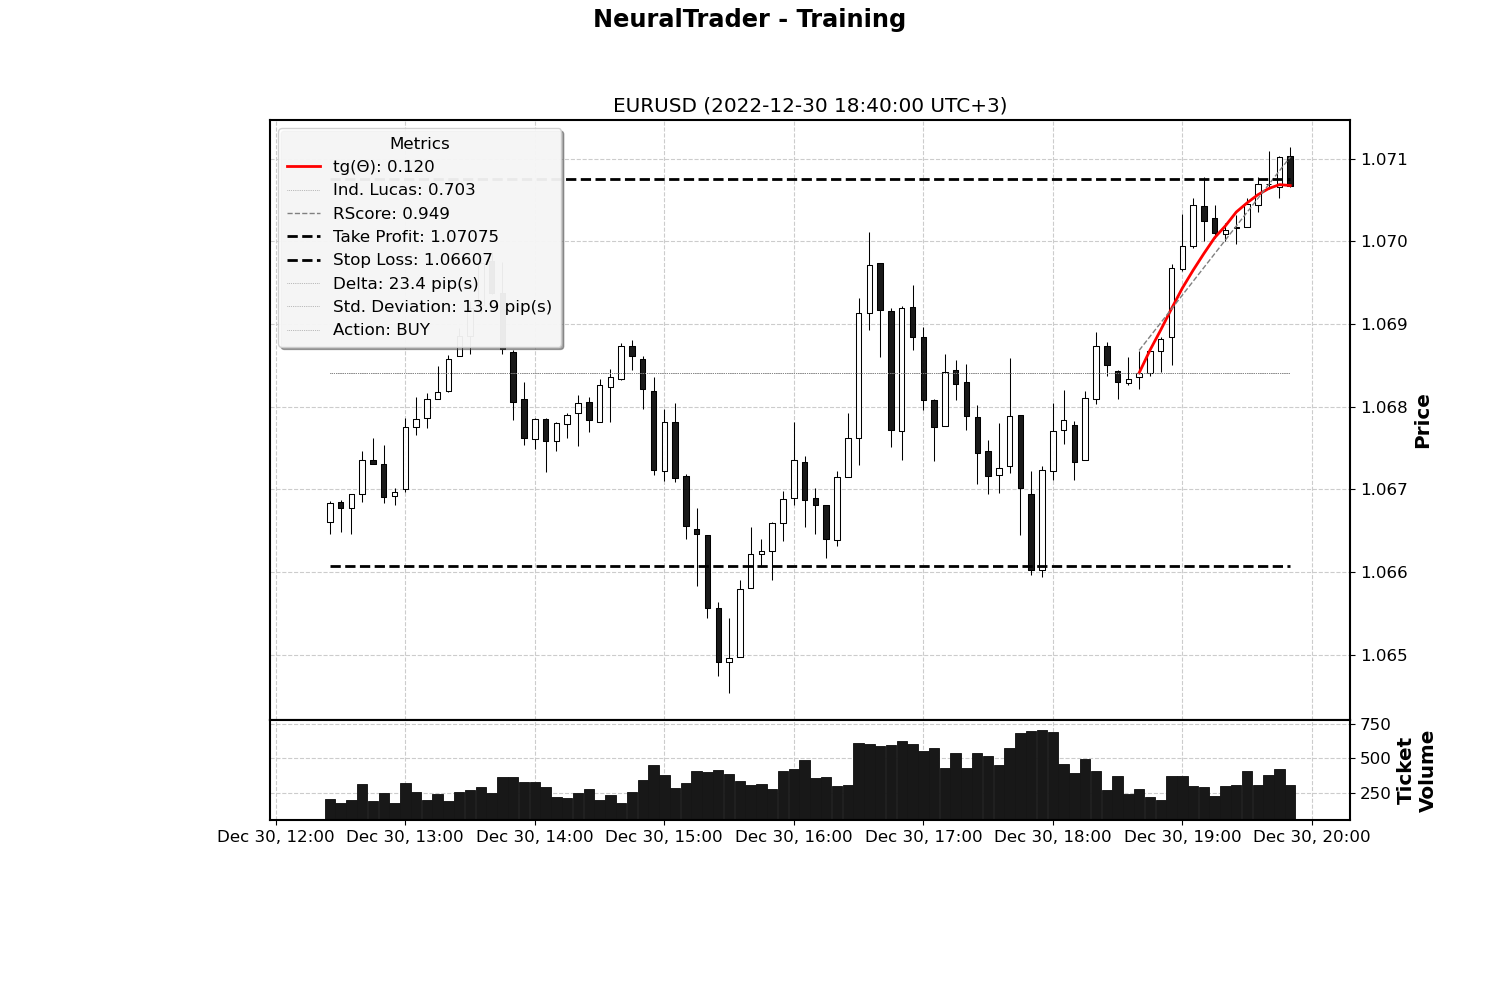 NeuralTrader - Training
EURUSD (2022-12-30 18:40:00 UTC+3)
Metrics
tg(Θ): 0.120
Ind. Lucas: 0.703
RScore: 0.949
Take Profit: 1.07075
Stop Loss: 1.06607
Delta: 23.4 pip(s)
Std. Deviation: 13.9 pip(s)
Action: BUY
1.071
1.070
1.069
1.068
1.067
1.066
1.065
Price
750
500
250
Ticket
Volume
Dec 30, 12:00 Dec 30, 13:00 Dec 30, 14:00 Dec 30, 15:00 Dec 30, 16:00 Dec 30, 17:00 Dec 30, 18:00 Dec 30, 19:00 Dec 30, 20:00